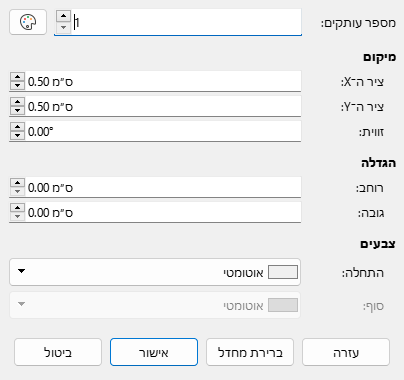 מספר עותקים: 1
מיקום
ציר ה־X: 0.50 ס״מ
ציר ה־Y: 0.50 ס״מ
זווית: 0.00°
הגדלה
רוחב: 0.00 ס״מ
גובה: 0.00 ס״מ
צבעים
התחלה: אוטומטי
סוף: אוטומטי
עזרה ברירת מחדל אישור ביטול